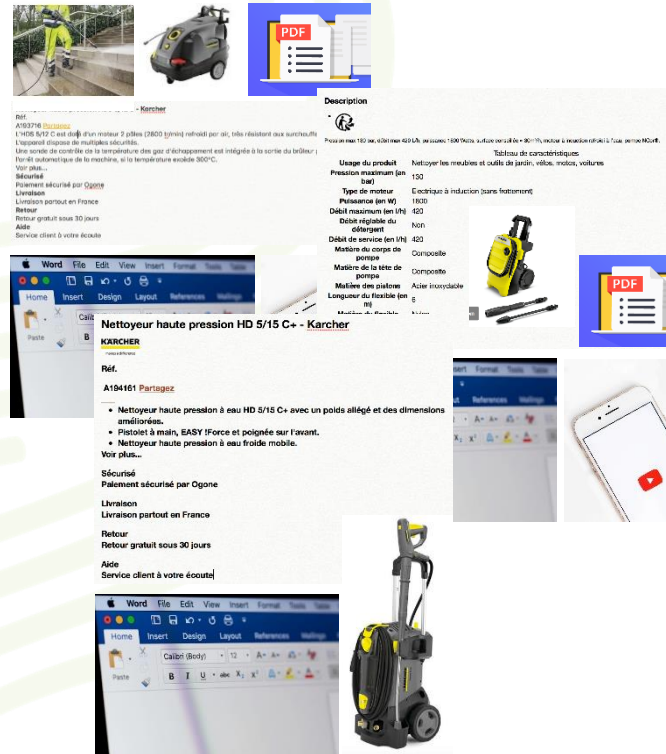 PDF
- Karcher
Réf.
A193716 Partagez
L'HDS 5/12 C est doté d'un moteur 2 pôles (2800 tr/min) refroidi par air, très résistant aux surchauffe
L'appareil dispose de multiples sécurités.
Une sonde de contrôle de la température des gaz d'échappement est intégrée à la sortie du brûleur
l'arrêt automatique de la machine, si la température excède 300°C.
Voir plus...
Sécurisé
Paiement sécurisé par Ogone
Livraison
Livraison partout en France
Retour
Retour gratuit sous 30 jours
Aide
Service client à votre écoute
Description
Tableau de caractéristiques
Usage du produit Nettoyer les meubles et outils de jardin, vélos, motos, voitures
Pression maximum (en bar) 130
Type de moteur Electrique à induction (sans frottement)
Puissance (en W) 1800
Débit maximum (en l/h) 420
Débit réglable du détergent Non
Débit de service (en l/h) 420
Matière du corps de pompe Composite
Matière de la tête de pompe Composite
Matière des pistons Acier inoxydable
Longueur du flexible (en m) 6
PDF
Word File Edit View Insert Format Tools Table
Home Insert Design Layout References Mailings
Paste
B
Nettoyeur haute pression HD 5/15 C+ - Karcher
KARCHER
Réf.
A194161 Partagez
• Nettoyeur haute pression à eau HD 5/15 C+ avec un poids allégé et des dimensions
améliorées.
• Pistolet à main, EASY !Force et poignée sur l'avant.
• Nettoyeur haute pression à eau froide mobile.
Voir plus...
Sécurisé
Paiement sécurisé par Ogone
Livraison
Livraison partout en France
Retour
Retour gratuit sous 30 jours
Aide
Service client à votre écoute
Word File Edit View Insert Format Tools Table
Home Insert Design Layout References Mailings
Calibri (Body) 12
Paste
B I U abc X₂ X²